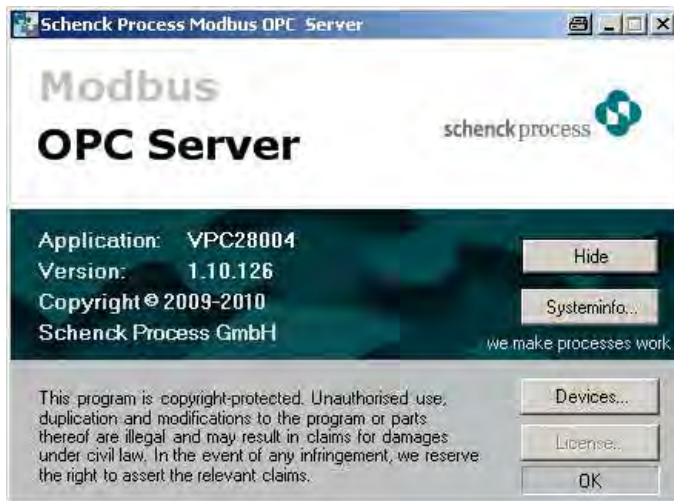 Schenck Process Modbus OPC Server
Modbus
OPC Server
schenck process
Application: VPC28004
Version: 1.10.126
Copyright © 2009-2010
Schenck Process GmbH
Hide
Systeminfo...
we make processes work
This program is copyright-protected. Unauthorised use,
duplication and modifications to the program or parts
thereof are illegal and may result in claims for damages
under civil law. In the event of any infringement, we reserve
the right to assert the relevant claims.
Devices...
License...
OK